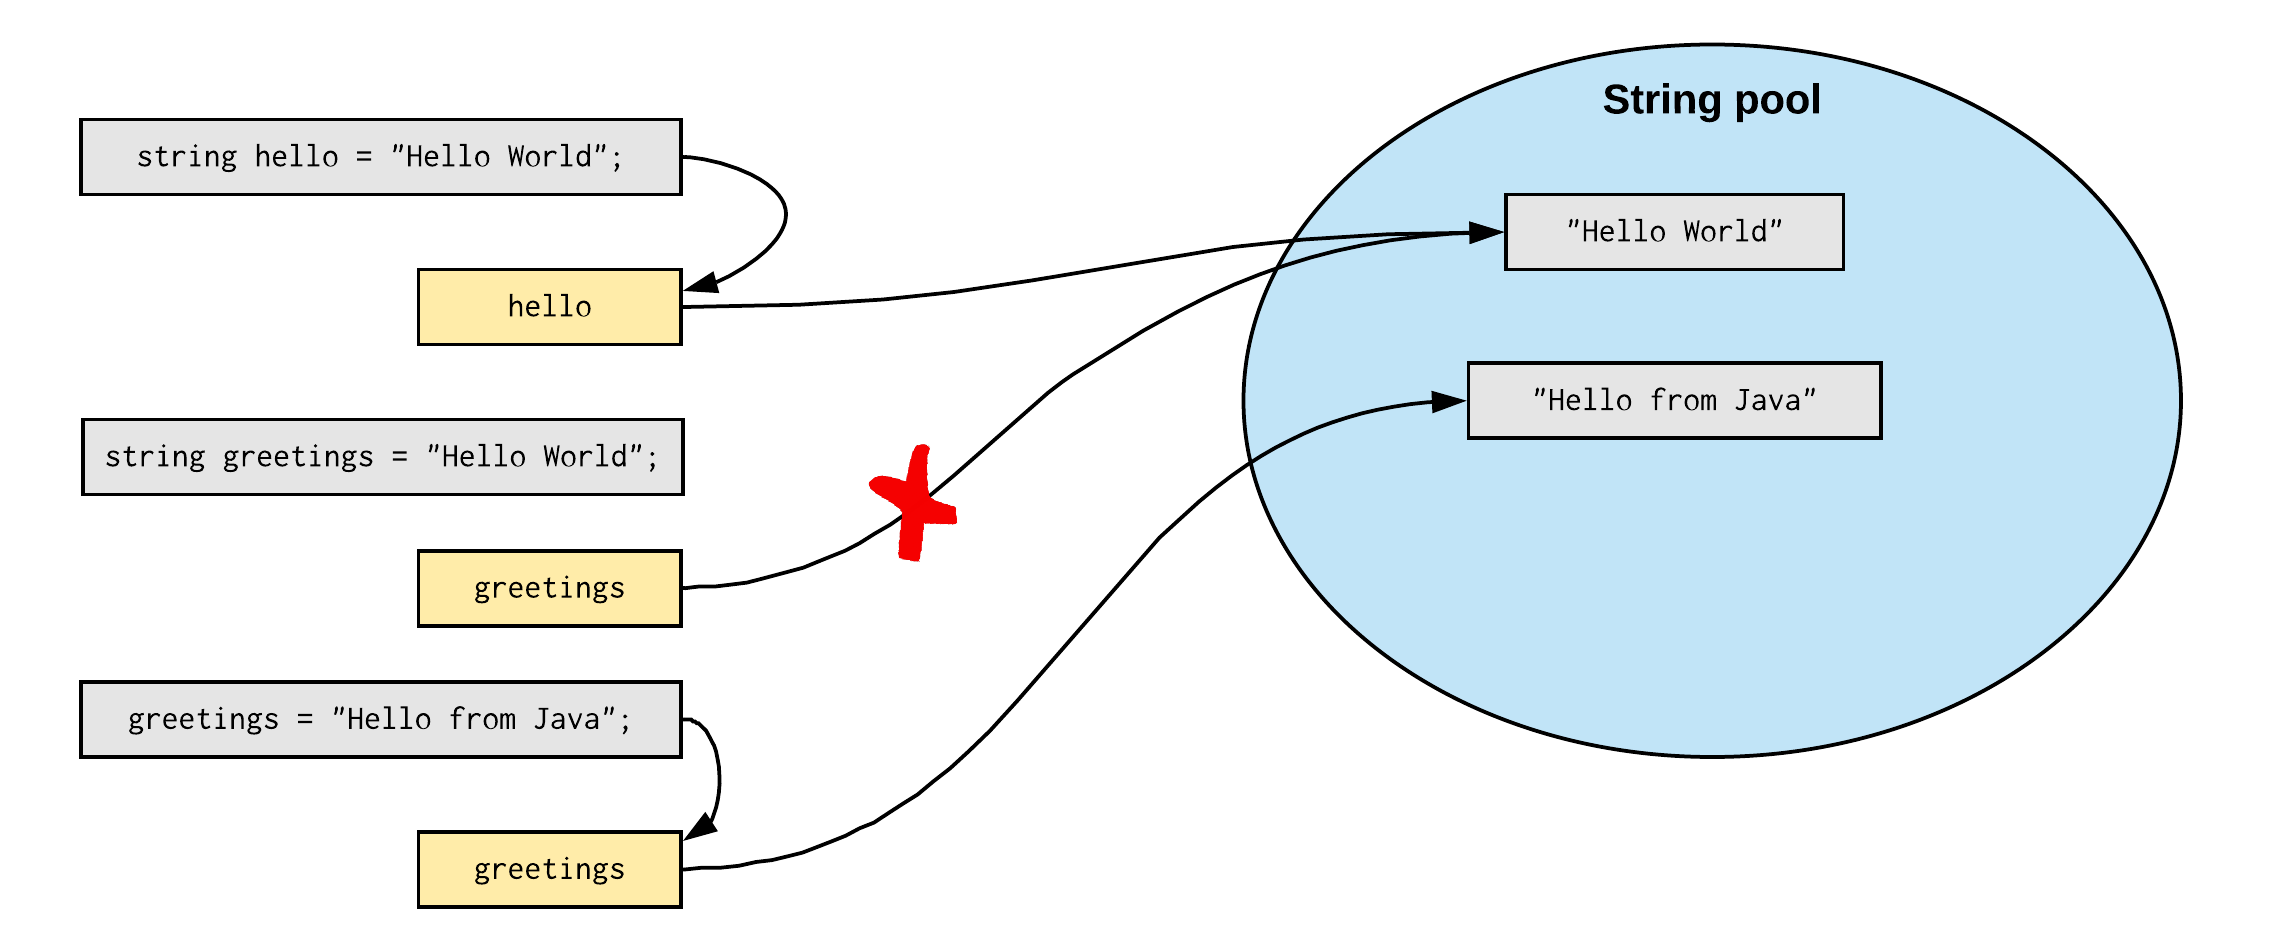 String pool
string hello = "Hello World";
"Hello World"
hello
"Hello from Java"
string greetings = "Hello World";
greetings
greetings = "Hello from Java";
greetings